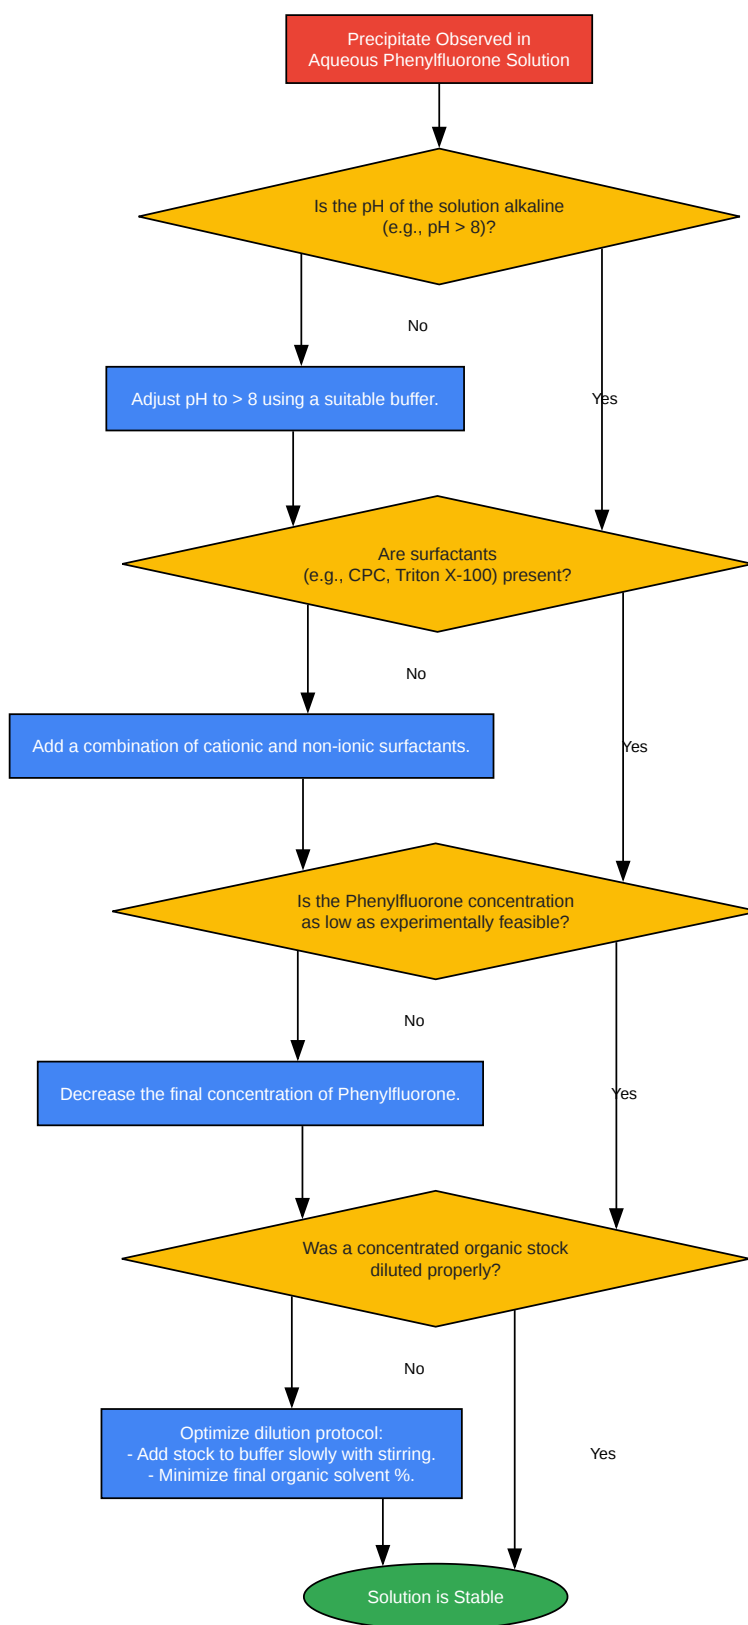 Precipitate Observed in
Aqueous Phenylfluorone Solution
Is the pH of the solution alkaline
(e.g., pH > 8)?
No
Adjust pH to > 8 using a suitable buffer.
Yes
Are surfactants
(e.g., CPC, Triton X-100) present?
No
Add a combination of cationic and non-ionic surfactants.
Yes
Is the Phenylfluorone concentration
as low as experimentally feasible?
No
Decrease the final concentration of Phenylfluorone.
Yes
Was a concentrated organic stock
diluted properly?
No
Optimize dilution protocol:
- Add stock to buffer slowly with stirring.
- Minimize final organic solvent %.
Yes
Solution is Stable